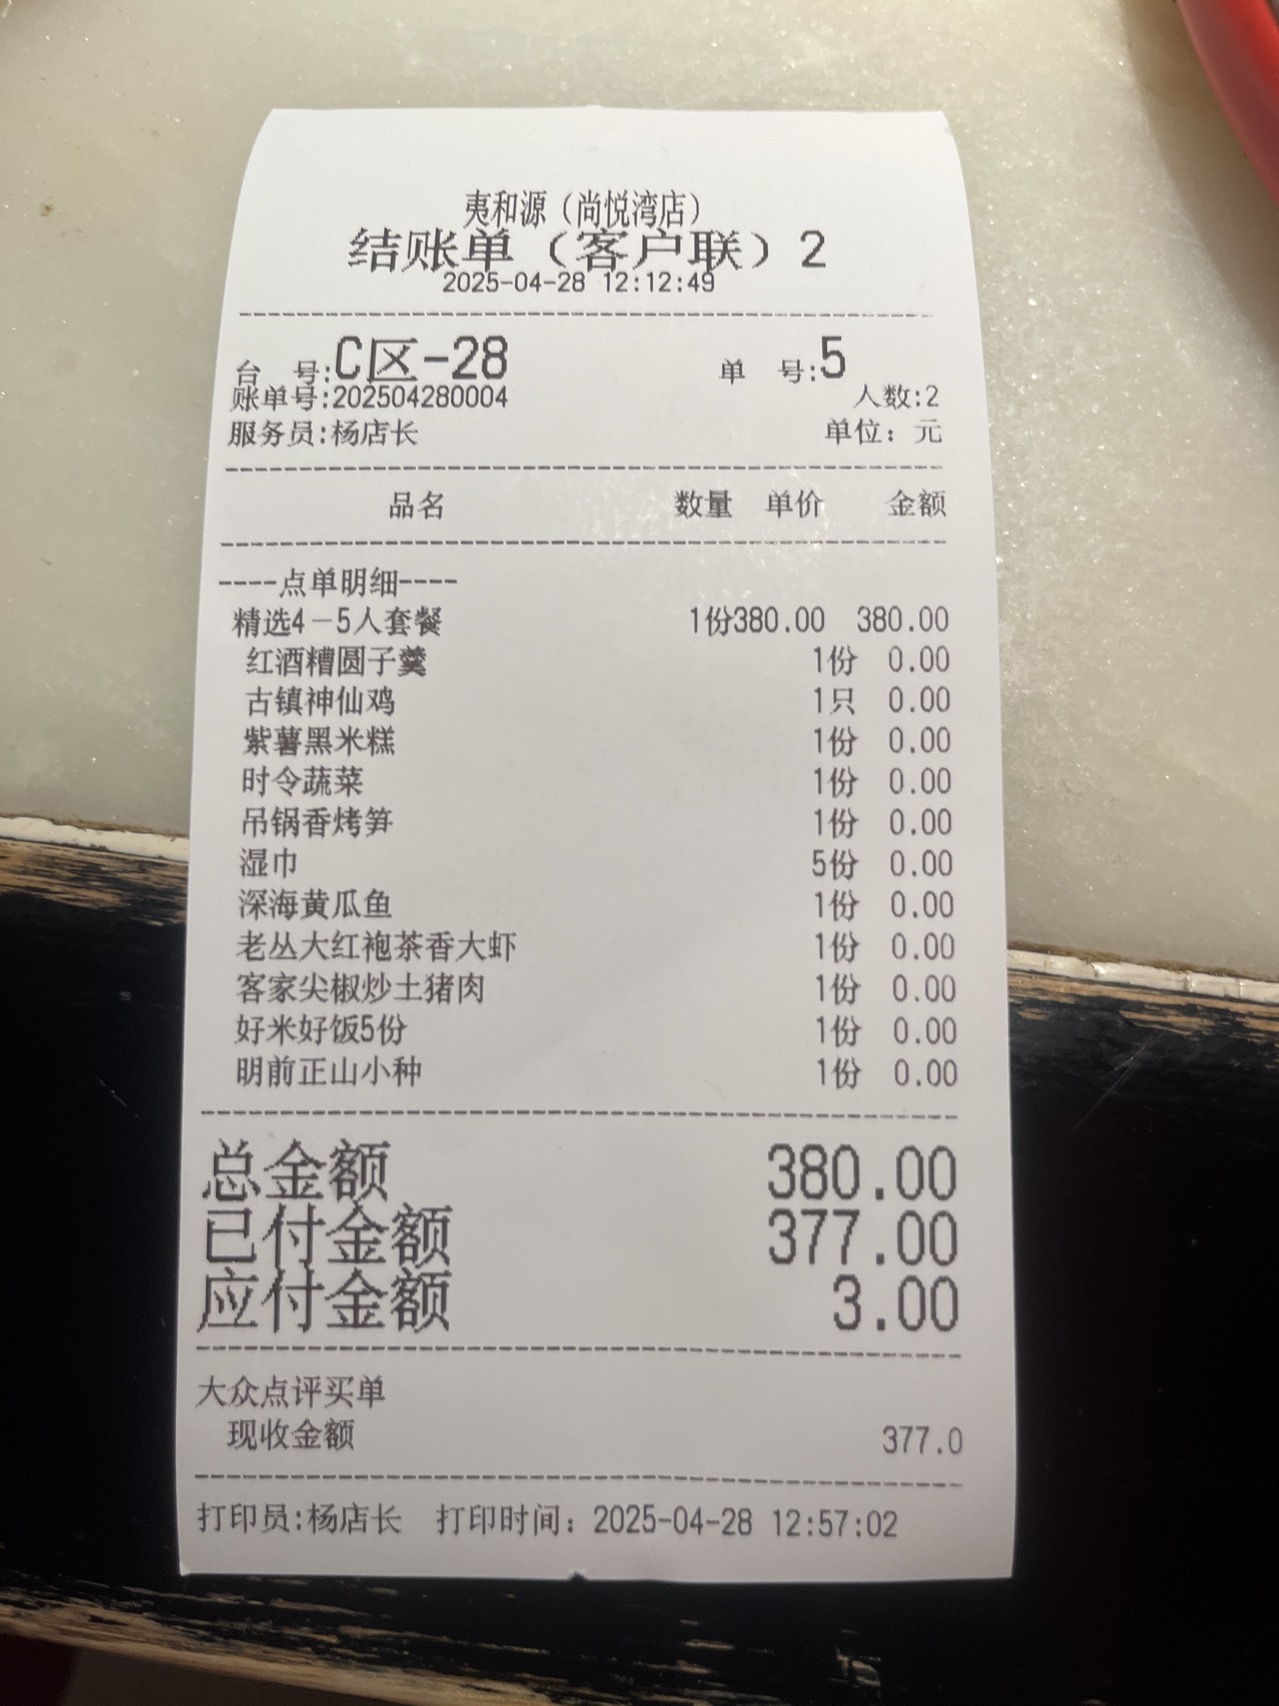 夷和源（尚悦湾店）
结账单（客户联）2
2025-04-28 12:12:49
台 号:C区-28 单 号:5
账单号:202504280004 人数:2
服务员:杨店长 单位：元
品名 数量 单价 金额
----点单明细----
精选4－5人套餐 1份380.00 380.00
红酒糟圆子羹 1份 0.00
古镇神仙鸡 1只 0.00
紫薯黑米糕 1份 0.00
时令蔬菜 1份 0.00
吊锅香烤笋 1份 0.00
湿巾 5份 0.00
深海黄瓜鱼 1份 0.00
老丛大红袍茶香大虾 1份 0.00
客家尖椒炒土猪肉 1份 0.00
好米好饭5份 1份 0.00
明前正山小种 1份 0.00
总金额 380.00
已付金额 377.00
应付金额 3.00
大众点评买单
现收金额 377.0
打印员:杨店长 打印时间：2025-04-28 12:57:02